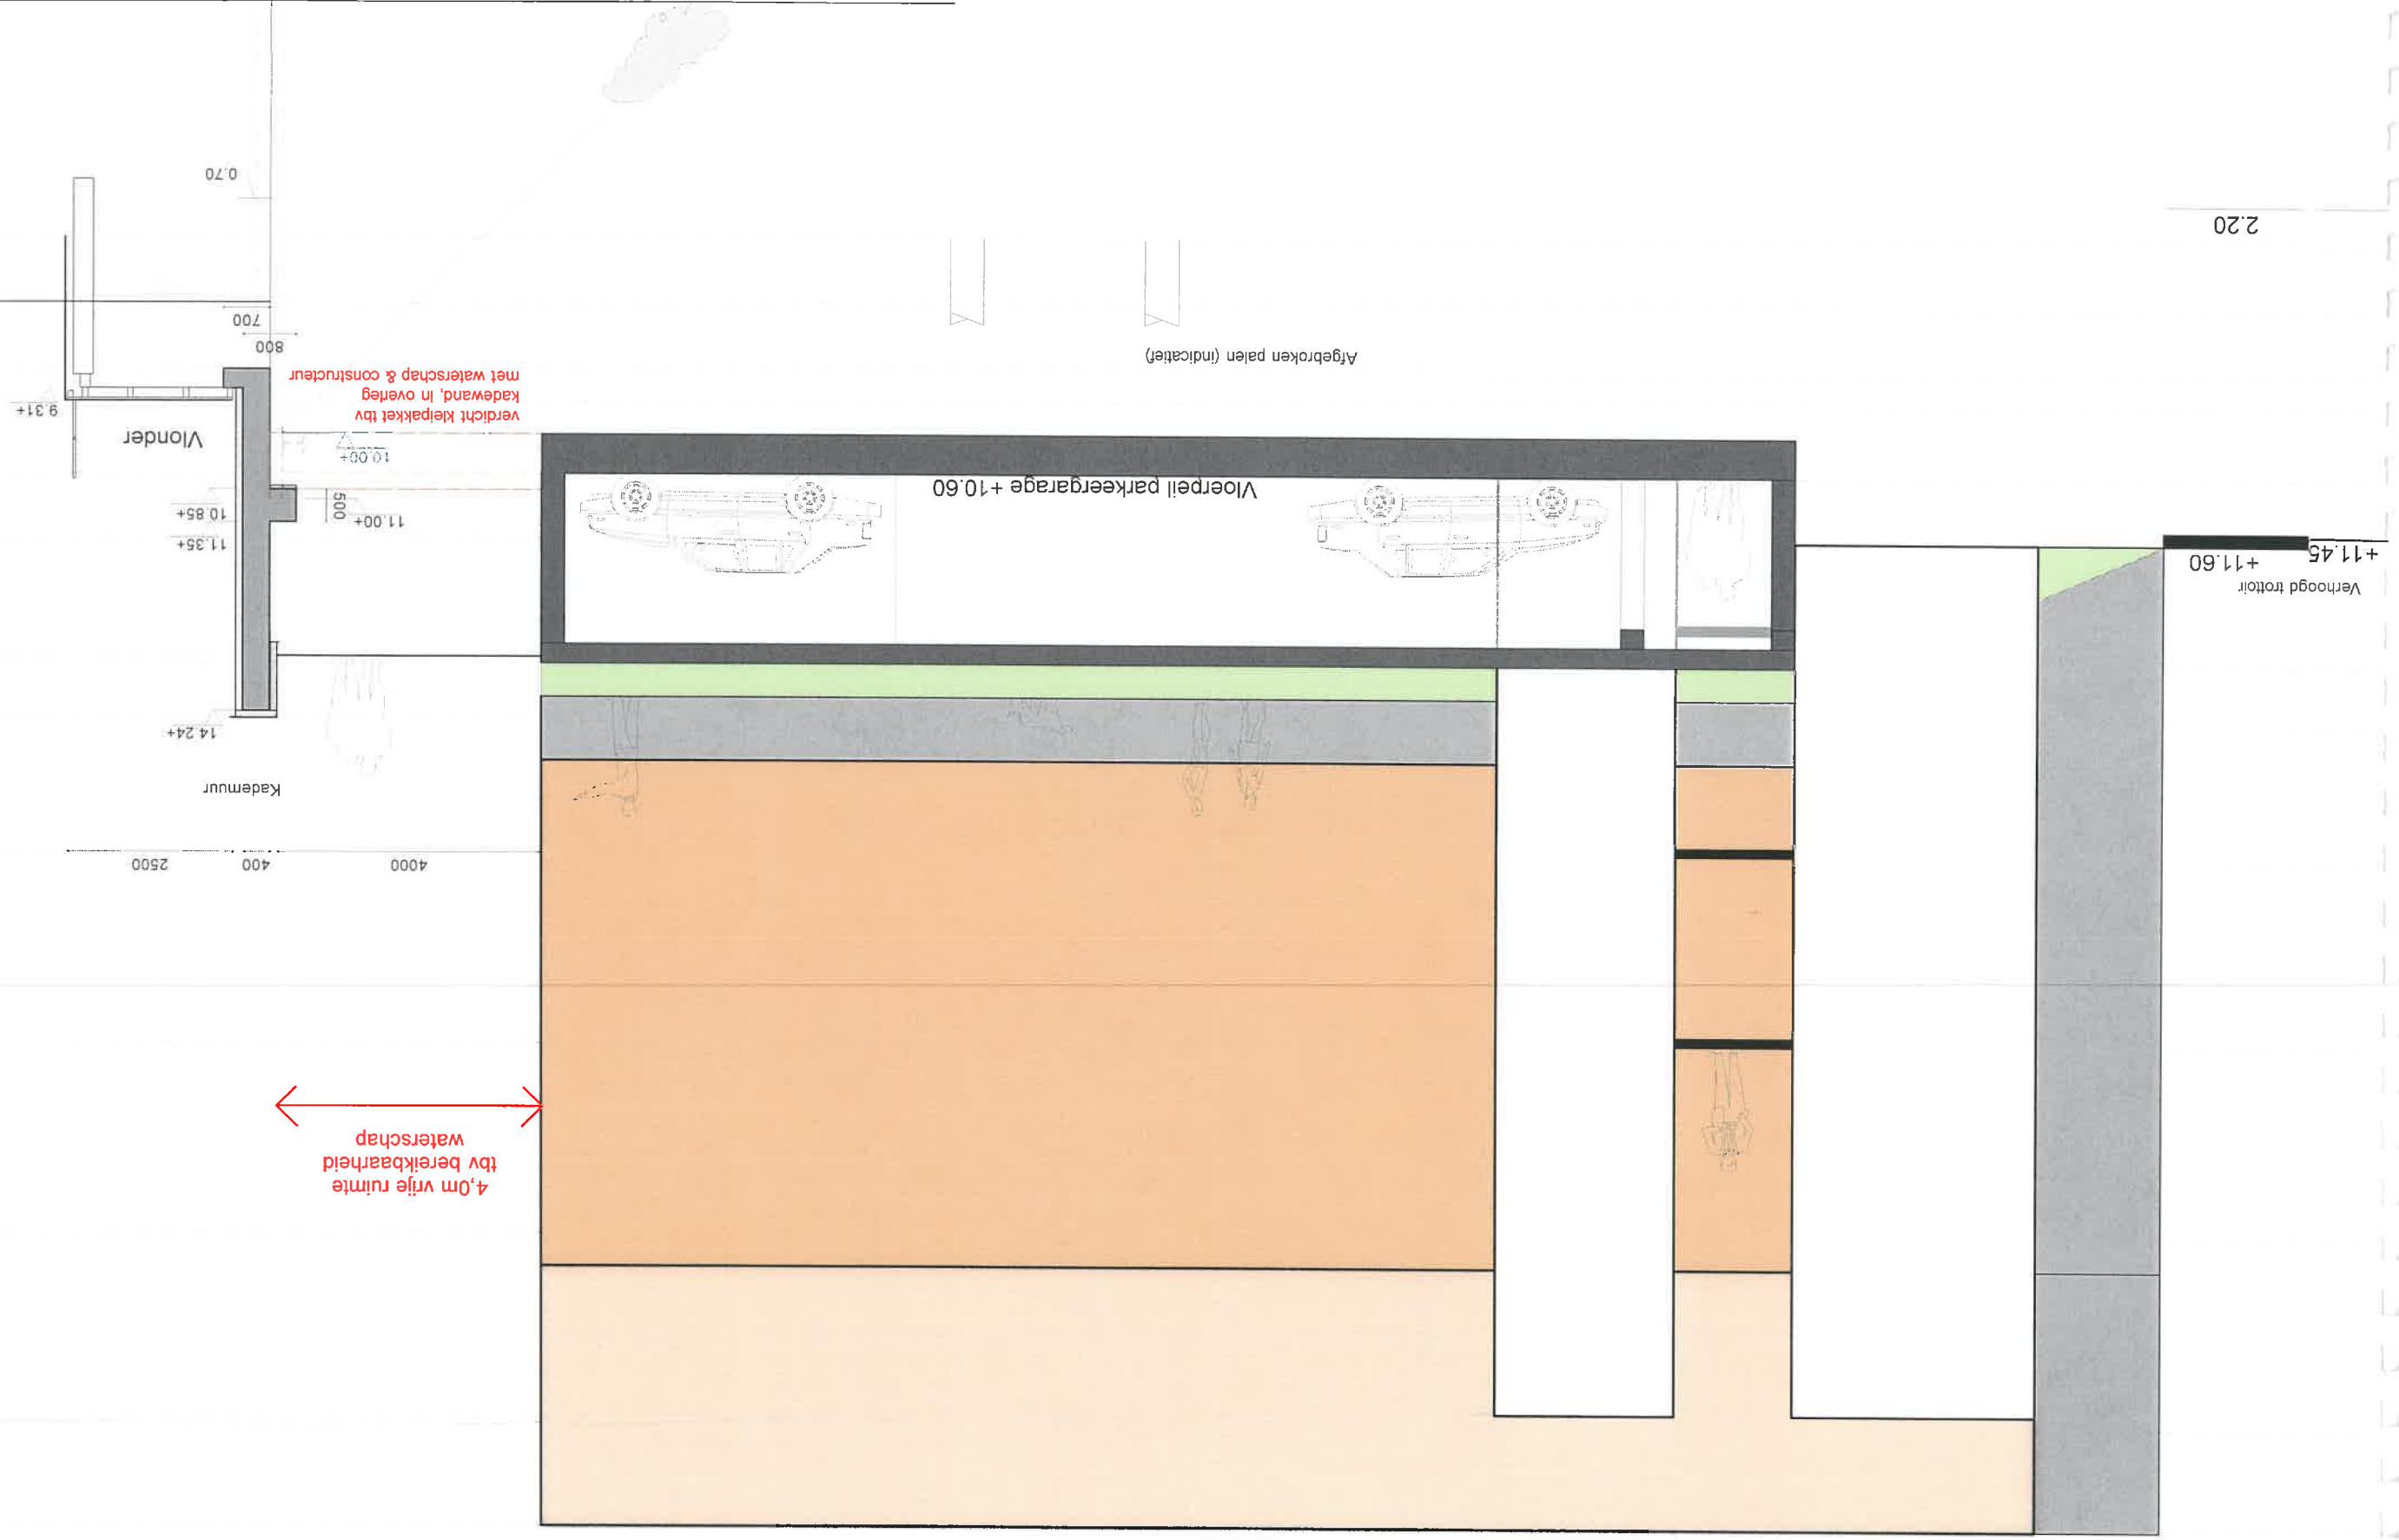 4,0m vrije ruimte
tbv bereikbaarheid
waterschap
4000
400
2500
Kademuur
14.24+
Verhoogd trottoir
+11.45
+11.60
11.35+
11.00+
10.85+
500
Vloerpeil parkeergarage +10.60
10.00+
Vlonder
9.31+
verdicht kleipakket tbv
kadewand, in overleg
met waterschap & constructeur
Afgebroken palen (indicatief)
800
700
2.20
0.70